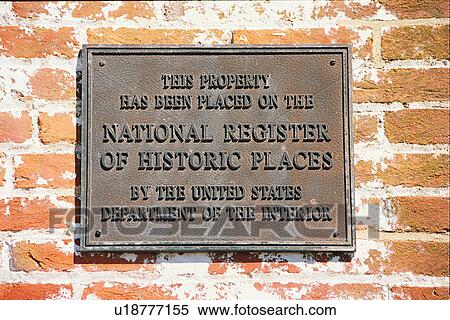 THIS PROPERTY
HAS BEEN PLACED ON THE
NATIONAL REGISTER
OF HISTORIC PLACES
BY THE UNITED STATES
DEPARTMENT OF THE INTERIOR
FOTOSEARCH
u18777155 www.fotosearch.com